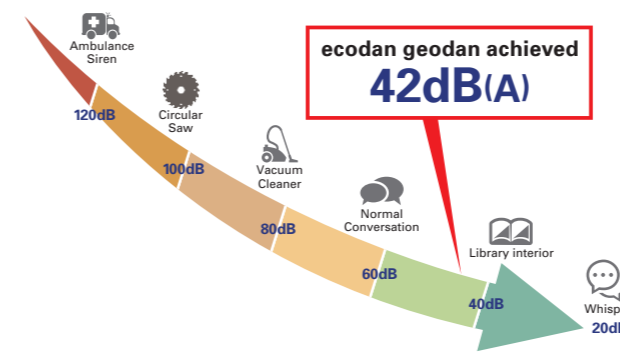 Ambulance
Siren
120dB
Circular
Saw
100dB
Vacuum
Cleaner
80dB
Normal
Conversation
60dB
ecodan geodan achieved
42dB(A)
Library interior
40dB